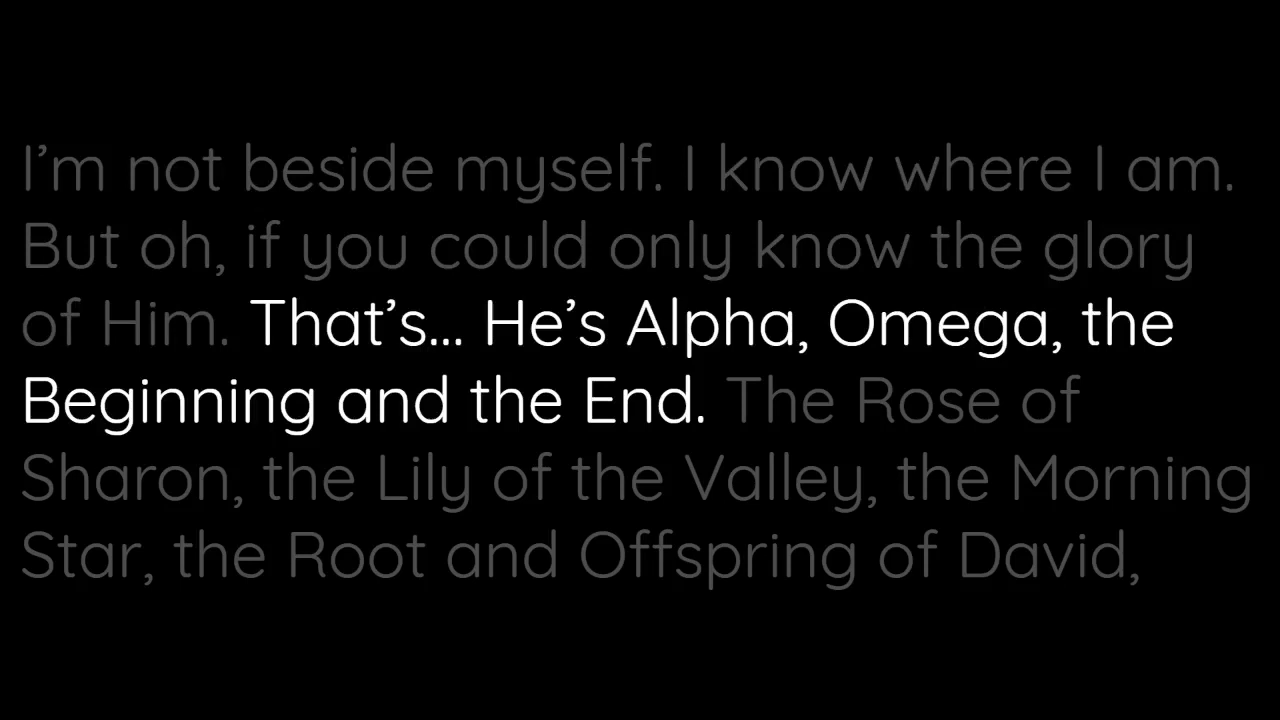 I’m not beside myself. I know where I am.
But oh, if you could only know the glory
of Him. That’s... He’s Alpha, Omega, the
Beginning and the End. The Rose of
Sharon, the Lily of the Valley, the Morning
Star, the Root and Offspring of David,